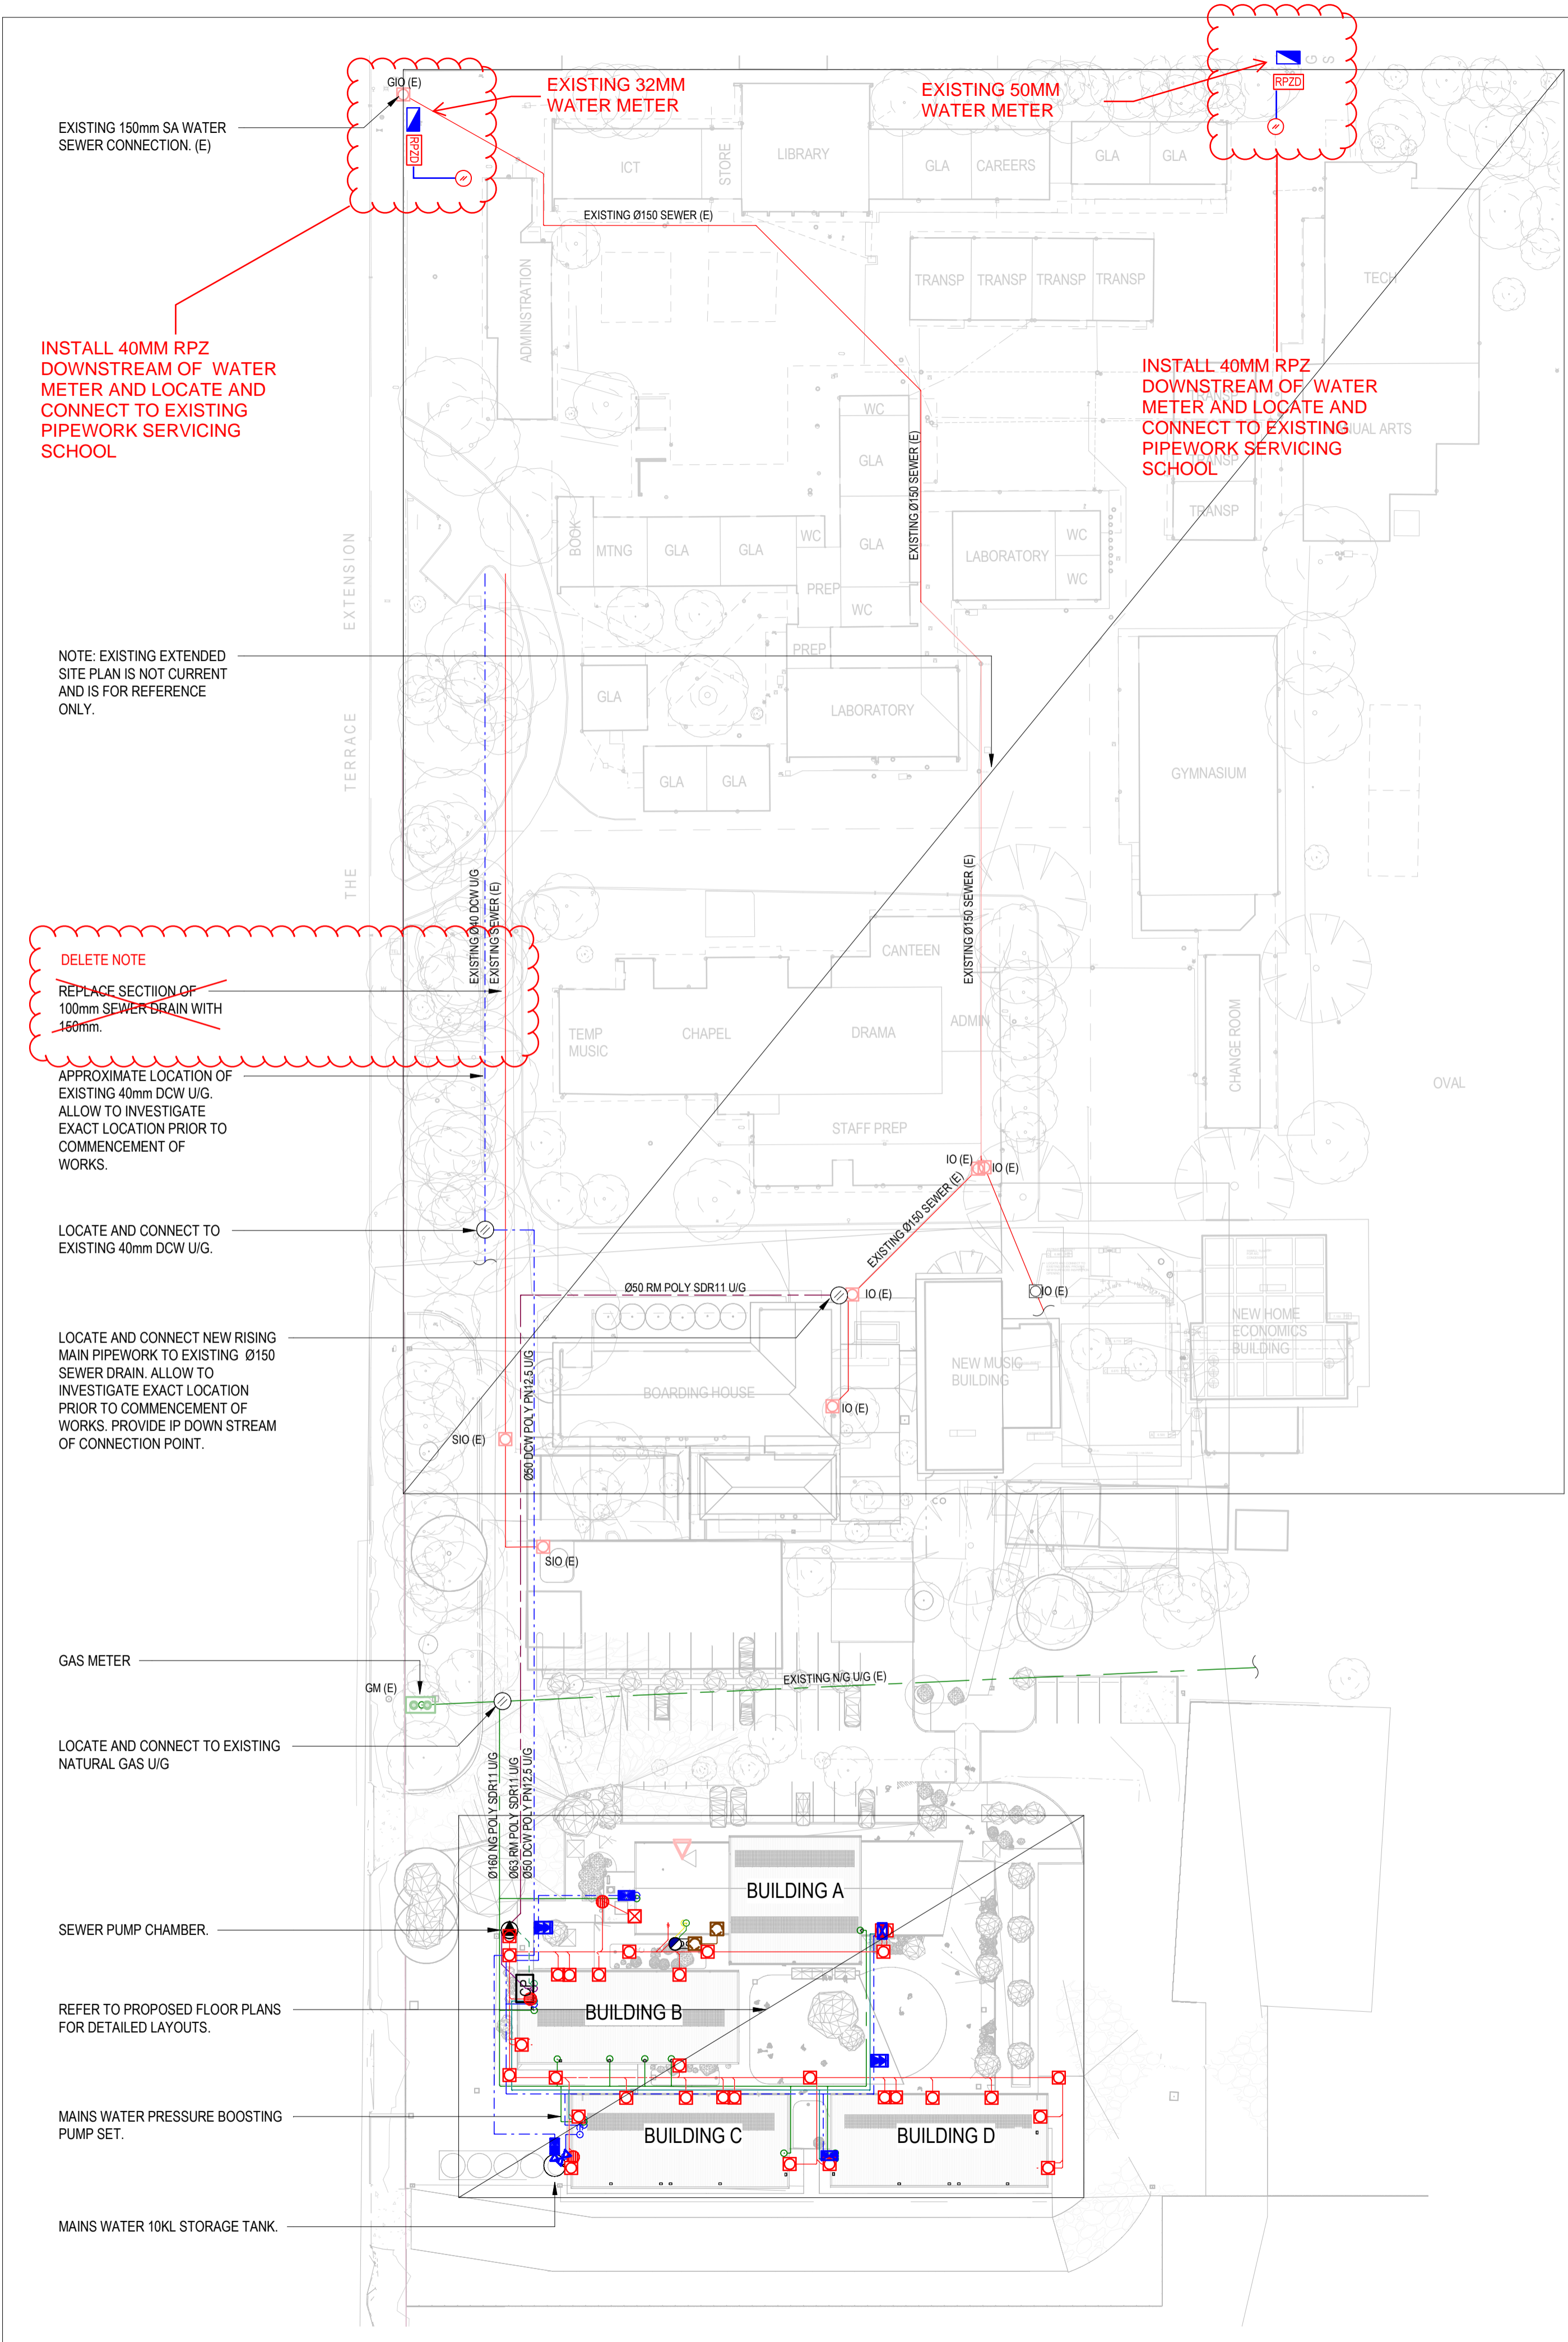 GIO (E)
EXISTING 32MM
WATER METER
EXISTING 50MM
WATER METER
G
S
RPZD
EXISTING 150mm SA WATER
SEWER CONNECTION. (E)
RPZD
ICT
STORE
LIBRARY
GLA
CAREERS
GLA
GLA
EXISTING Ø150 SEWER (E)
ADMINISTRATION
TRANSP
TRANSP
TRANSP
TRANSP
TECH
INSTALL 40MM RPZ
DOWNSTREAM OF WATER
METER AND LOCATE AND
CONNECT TO EXISTING
PIPEWORK SERVICING
SCHOOL
INSTALL 40MM RPZ
DOWNSTREAM OF WATER
METER AND LOCATE AND
CONNECT TO EXISTING
PIPEWORK SERVICING
SCHOOL
TRANSP
TRANSP
TRANSP
ARTS
WC
GLA
EXISTING Ø150 SEWER (E)
BOOK
MTNG
GLA
GLA
WC
GLA
LABORATORY
WC
WC
PREP
WC
PREP
GLA
LABORATORY
GLA
GLA
GYMNASIUM
THE TERRACE EXTENSION
NOTE: EXISTING EXTENDED
SITE PLAN IS NOT CURRENT
AND IS FOR REFERENCE
ONLY.
EXISTING Ø40 DCW U/G
EXISTING SEWER (E)
EXISTING Ø150 SEWER (E)
DELETE NOTE
REPLACE SECTIION OF
100mm SEWER DRAIN WITH
150mm.
CANTEEN
TEMP
MUSIC
CHAPEL
DRAMA
ADMIN
CHANGE ROOM
OVAL
STAFF PREP
APPROXIMATE LOCATION OF
EXISTING 40mm DCW U/G.
ALLOW TO INVESTIGATE
EXACT LOCATION PRIOR TO
COMMENCEMENT OF
WORKS.
IO (E)
IO (E)
EXISTING Ø150 SEWER (E)
LOCATE AND CONNECT TO
EXISTING 40mm DCW U/G.
Ø50 RM POLY SDR11 U/G
IO (E)
IO (E)
NEW HOME
ECONOMICS
BUILDING
LOCATE AND CONNECT NEW RISING
MAIN PIPEWORK TO EXISTING Ø150
SEWER DRAIN. ALLOW TO
INVESTIGATE EXACT LOCATION
PRIOR TO COMMENCEMENT OF
WORKS. PROVIDE IP DOWN STREAM
OF CONNECTION POINT.
Ø50 DCW POLY PN12.5 U/G
BOARDING HOUSE
NEW MUSIC
BUILDING
IO (E)
SIO (E)
CO
SIO (E)
GAS METER
GM (E)
EXISTING N/G U/G (E)
LOCATE AND CONNECT TO EXISTING
NATURAL GAS U/G
Ø160 NG POLY SDR11 U/G
Ø63 RM POLY SDR11 U/G
Ø50 DCW POLY PN12.5 U/G
BUILDING A
SEWER PUMP CHAMBER.
CP
BUILDING B
REFER TO PROPOSED FLOOR PLANS
FOR DETAILED LAYOUTS.
MAINS WATER PRESSURE BOOSTING
PUMP SET.
BUILDING C
BUILDING D
MAINS WATER 10KL STORAGE TANK.